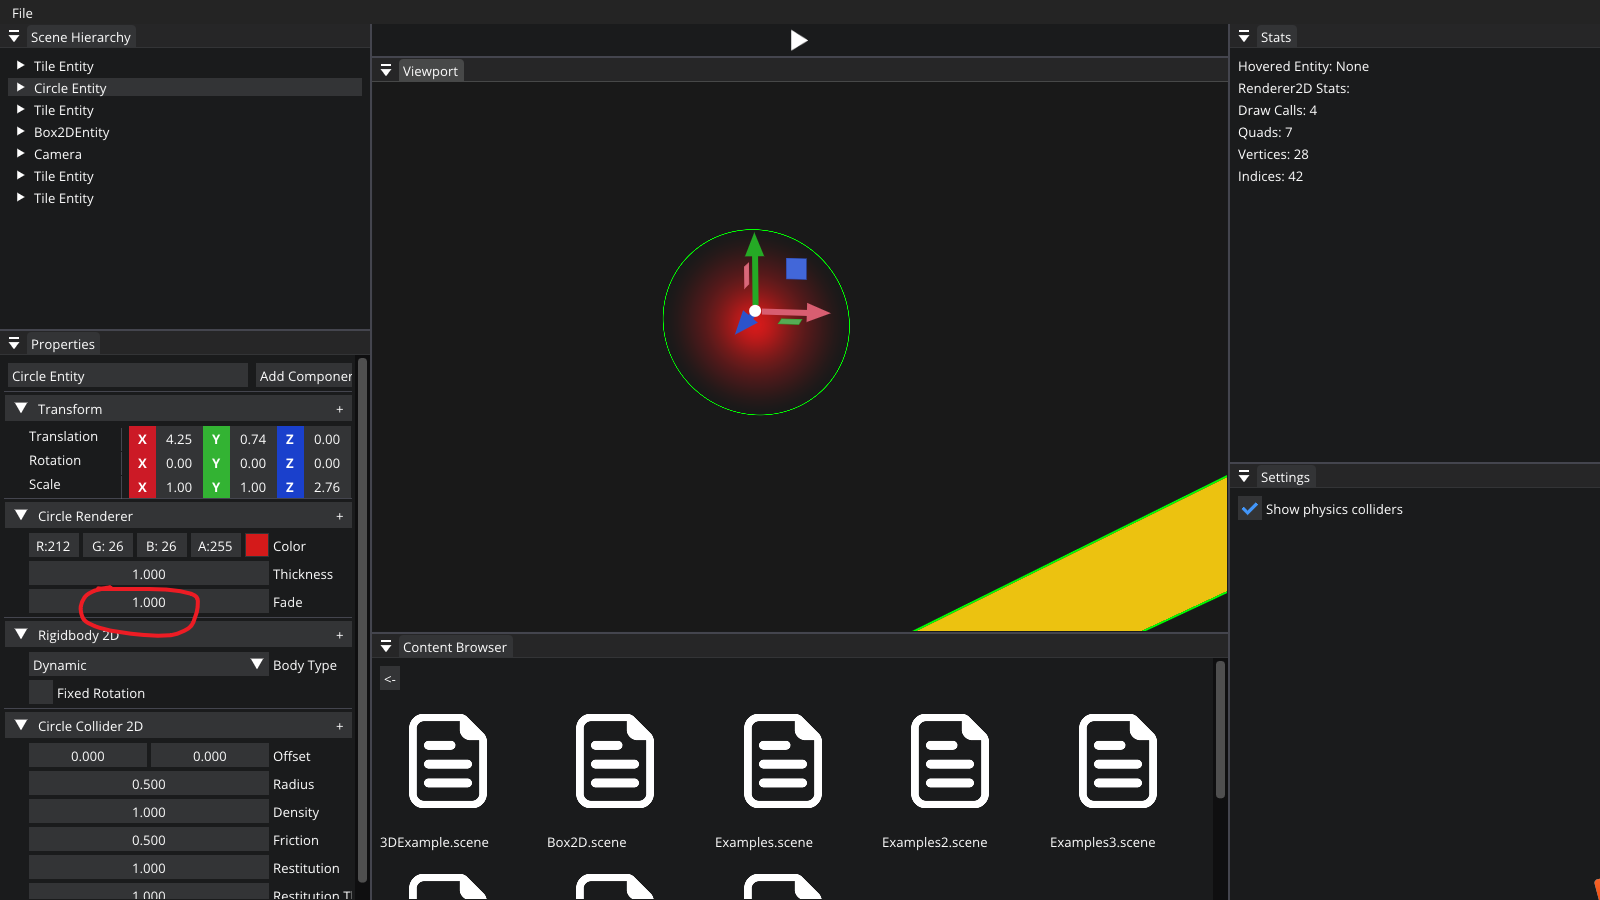 File
Scene Hierarchy
Tile Entity
Circle Entity
Tile Entity
Box2DEntity
Camera
Tile Entity
Tile Entity
Properties
Circle Entity
Add Componer
Transform +
Translation X 4.25 Y 0.74 Z 0.00
Rotation X 0.00 Y 0.00 Z 0.00
Scale X 1.00 Y 1.00 Z 2.76
Circle Renderer +
R:212 G: 26 B: 26 A:255 Color
1.000 Thickness
1.000 Fade
Rigidbody 2D +
Dynamic Body Type
Fixed Rotation
Circle Collider 2D +
0.000 0.000 Offset
0.500 Radius
1.000 Density
0.500 Friction
1.000 Restitution
1.000 Restitution T
Viewport
Content Browser
<-
3DExample.scene
Box2D.scene
Examples.scene
Examples2.scene
Examples3.scene
Stats
Hovered Entity: None
Renderer2D Stats:
Draw Calls: 4
Quads: 7
Vertices: 28
Indices: 42
Settings
Show physics colliders